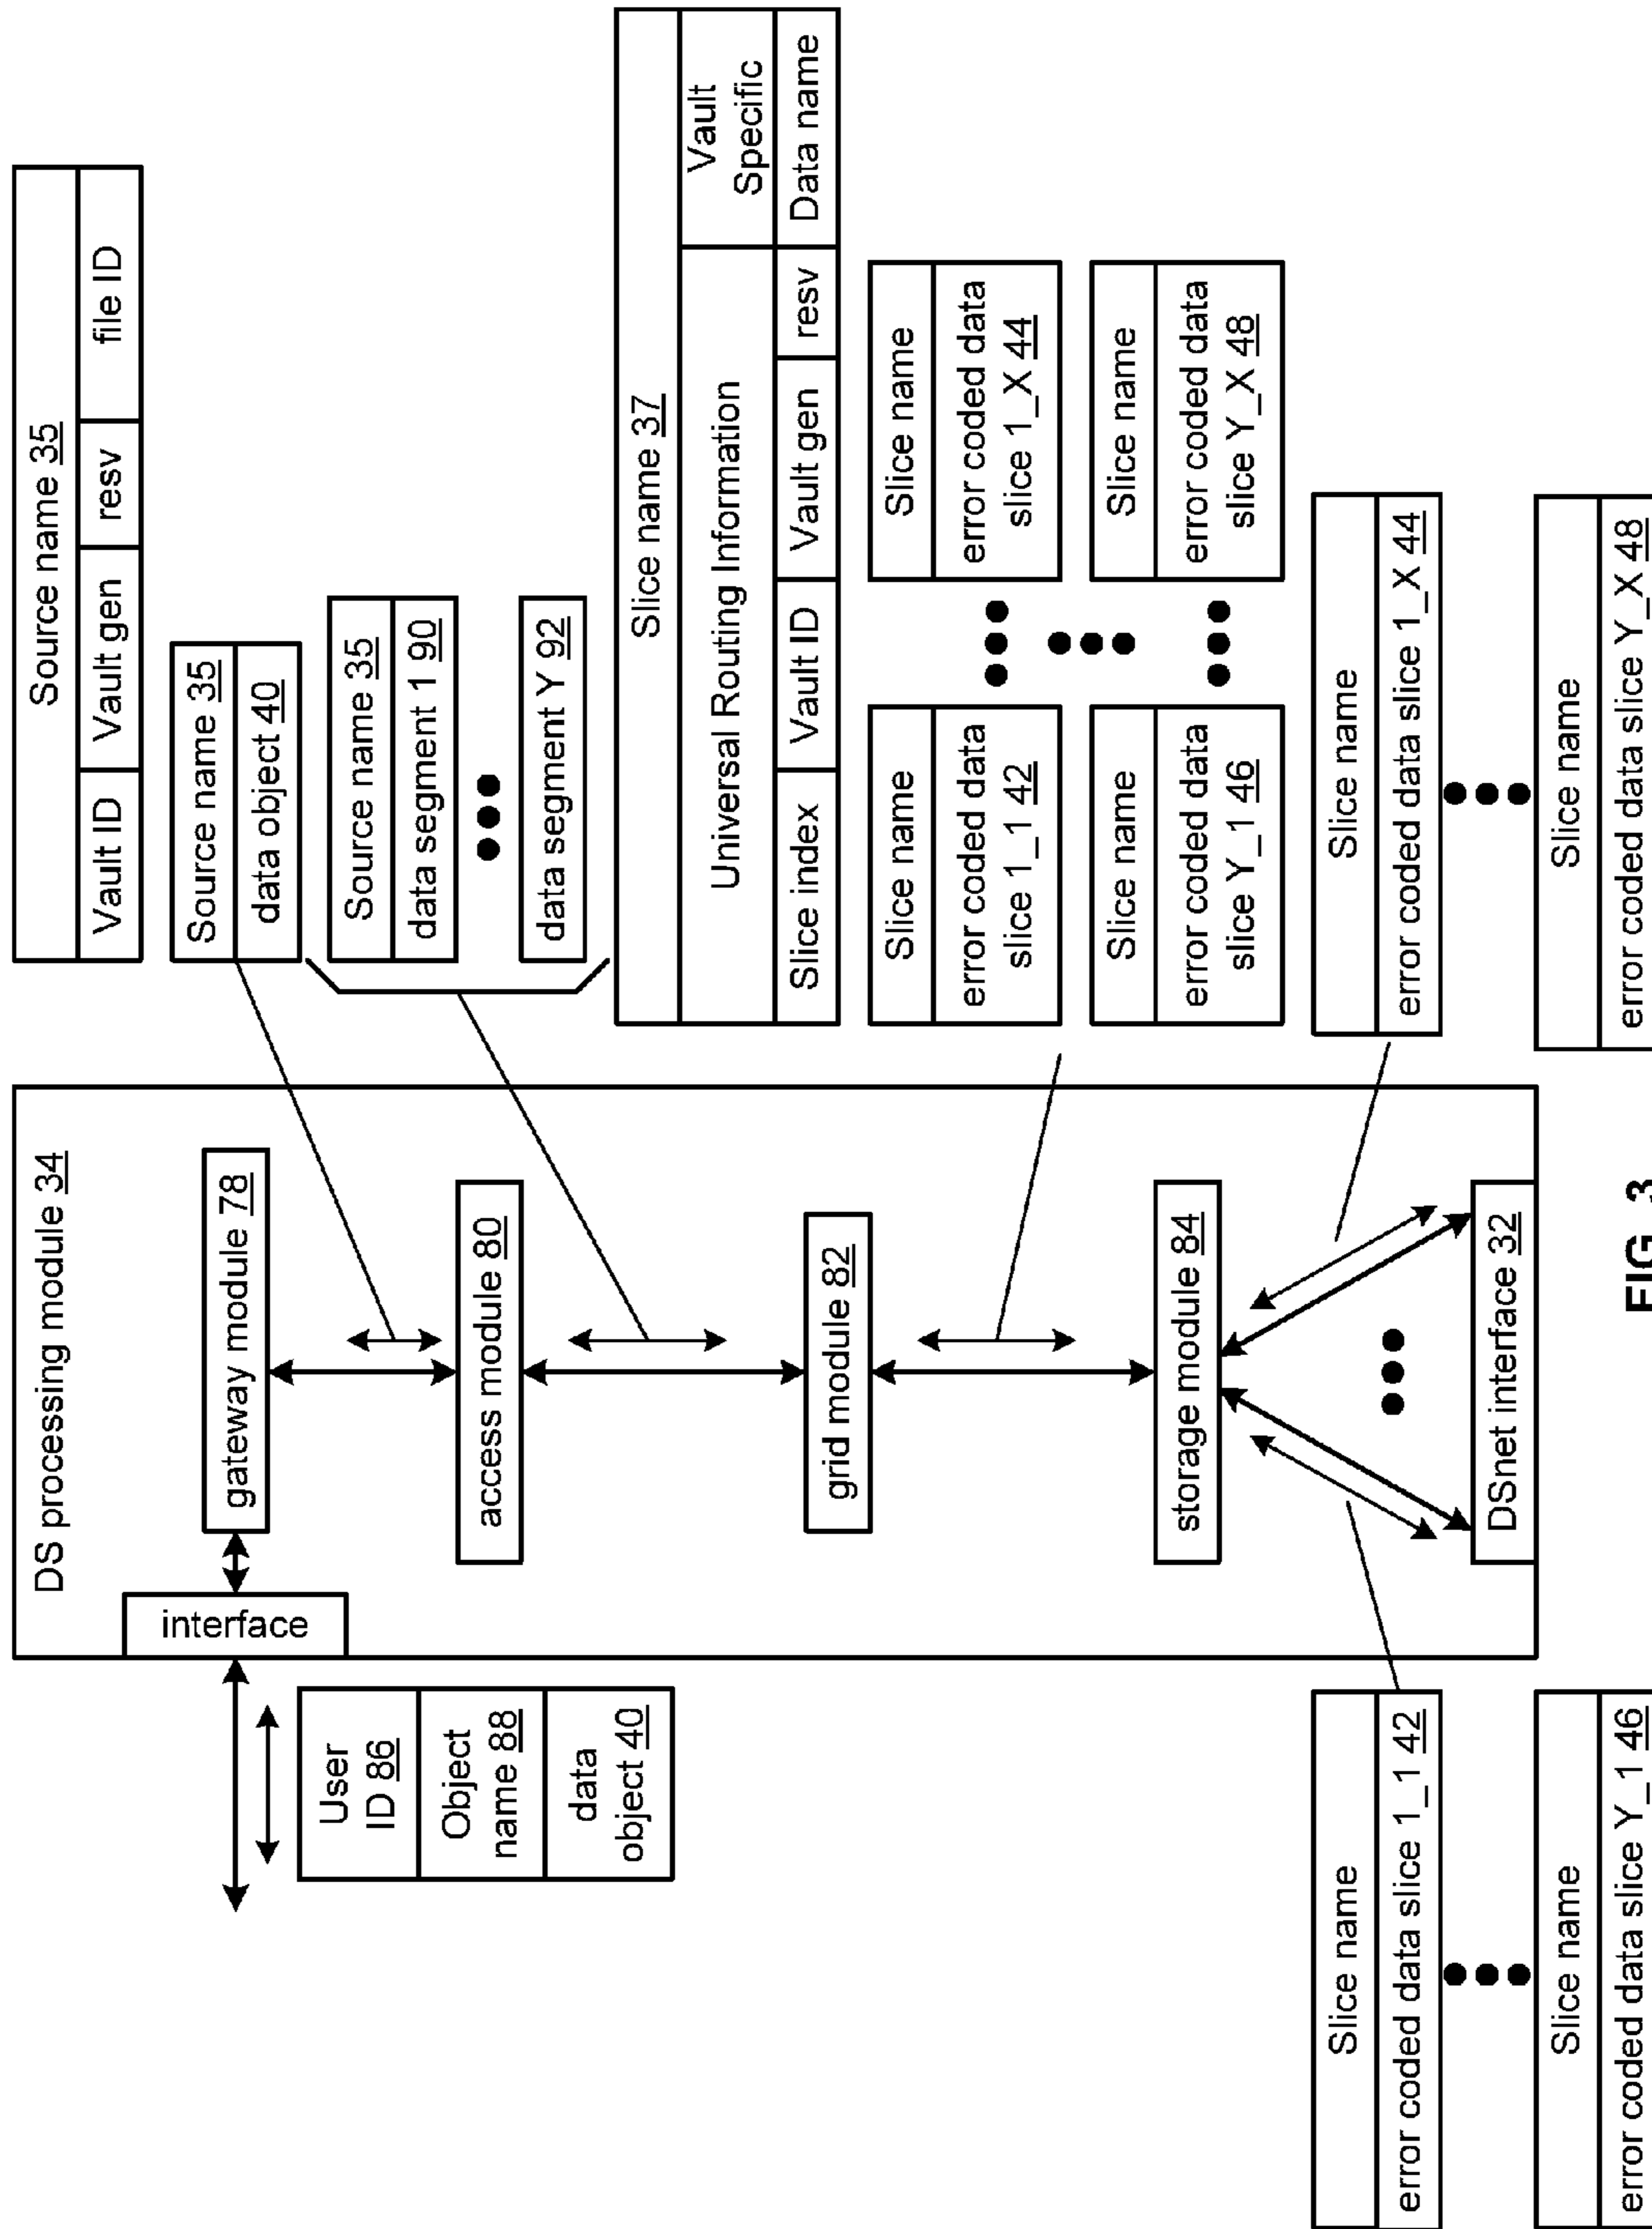 DS processing module 34
interface
gateway module 78
access module 80
grid module 82
storage module 84
DSnet interface 32
User
ID 86
Object
name 88
data
object 40
Source name 35
Vault ID
Vault gen
resv
file ID
Source name 35
data object 40
Source name 35
data segment 1 90
data segment Y 92
Slice name 37
Universal Routing Information
Vault
Specific
Slice index
Vault ID
Vault gen
resv
Data name
Slice name
error coded data
slice 1_1 42
Slice name
error coded data
slice 1_X 44
Slice name
error coded data
slice Y_1 46
Slice name
error coded data
slice Y_X 48
Slice name
error coded data slice 1_1 42
Slice name
error coded data slice Y_1 46
Slice name
error coded data slice 1_X 44
Slice name
error coded data slice Y_X 48
FIG. 3